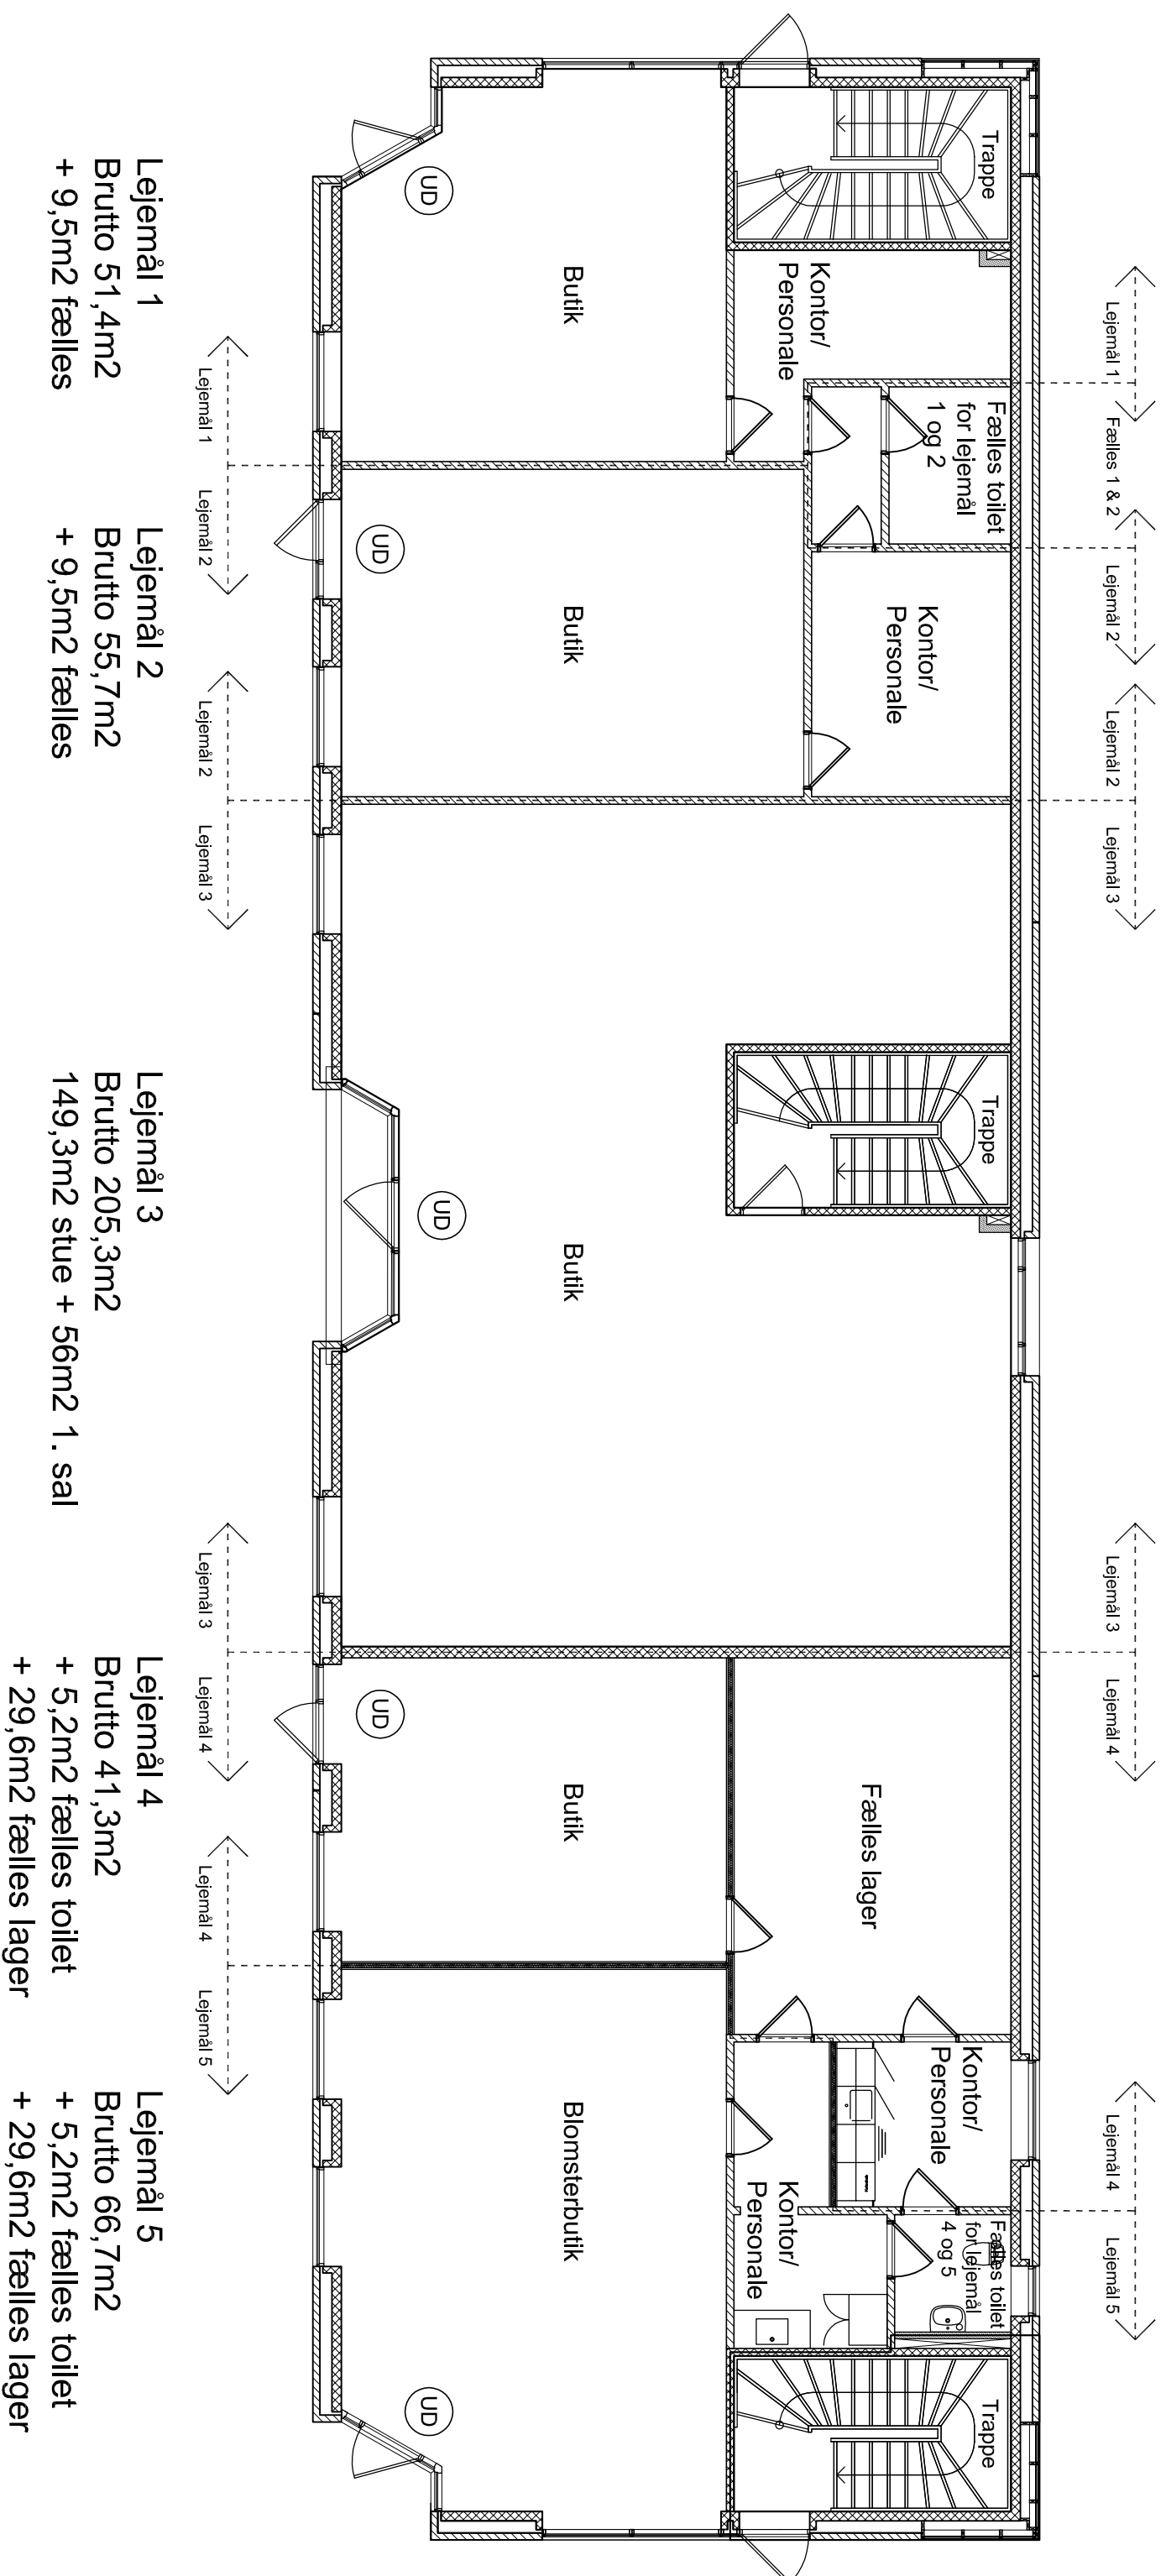 Lejemål 1
Fælles 1 & 2
Lejemål 2
Lejemål 2
Lejemål 3
Lejemål 3
Lejemål 4
Lejemål 4
Lejemål 5
Trappe
Kontor/
Personale
Fælles toilet
for lejemål
1 og 2
Kontor/
Personale
Trappe
Fælles lager
Kontor/
Personale
Kontor/
Personale
Fælles toilet
for lejemål
4 og 5
Trappe
Butik
Butik
Butik
Butik
Blomsterbutik
UD
UD
UD
UD
UD
Lejemål 1
Lejemål 2
Lejemål 2
Lejemål 3
Lejemål 3
Lejemål 4
Lejemål 4
Lejemål 5
Lejemål 1
Brutto 51,4m2
+ 9,5m2 fælles
Lejemål 2
Brutto 55,7m2
+ 9,5m2 fælles
Lejemål 3
Brutto 205,3m2
149,3m2 stue + 56m2 1. sal
Lejemål 4
Brutto 41,3m2
+ 5,2m2 fælles toilet
+ 29,6m2 fælles lager
Lejemål 5
Brutto 66,7m2
+ 5,2m2 fælles toilet
+ 29,6m2 fælles lager